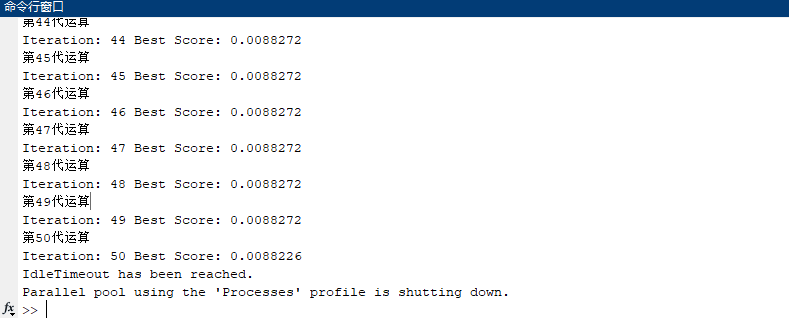 命令行窗口
第44代运算
Iteration: 44 Best Score: 0.0088272
第45代运算
Iteration: 45 Best Score: 0.0088272
第46代运算
Iteration: 46 Best Score: 0.0088272
第47代运算
Iteration: 47 Best Score: 0.0088272
第48代运算
Iteration: 48 Best Score: 0.0088272
第49代运算
Iteration: 49 Best Score: 0.0088272
第50代运算
Iteration: 50 Best Score: 0.0088226
IdleTimeout has been reached.
Parallel pool using the 'Processes' profile is shutting down.
fx >>